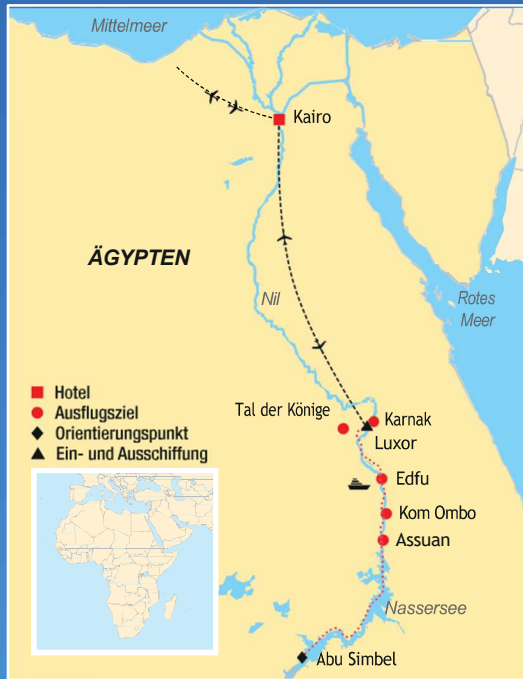 Mittelmeer
Kairo
ÄGYPTEN
Nil
Rotes
Meer
Hotel
Ausflugsziel
Orientierungspunkt
Ein- und Ausschiffung
Tal der Könige
Karnak
Luxor
Edfu
Kom Ombo
Assuan
Nassersee
Abu Simbel